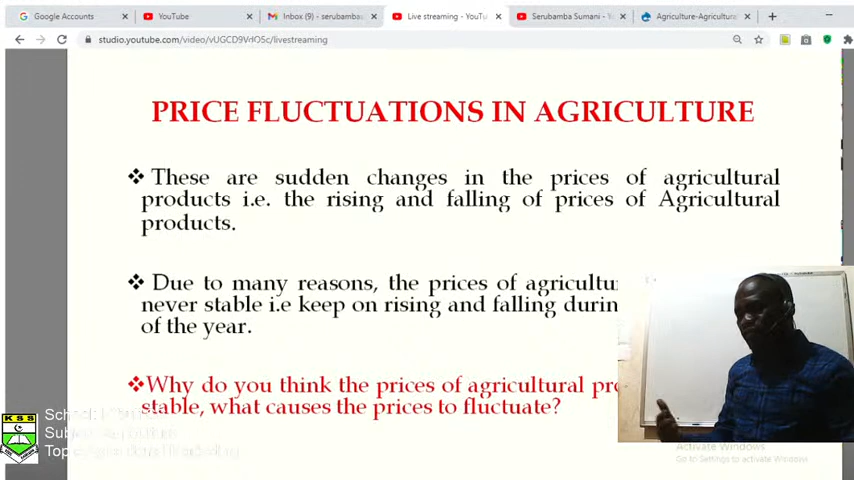 Google Accounts
YouTube
Inbox (9) - serubambas
Live streaming - YouTu
Serubamba Sumani - Y
Agriculture-Agricultural
studio.youtube.com/video/vUGCD9VrlO5c/livestreaming
PRICE FLUCTUATIONS IN AGRICULTURE
These are sudden changes in the prices of agricultural
products i.e. the rising and falling of prices of Agricultural
products.
Due to many reasons, the prices of agricultu
never stable i.e keep on rising and falling durin
of the year.
Why do you think the prices of agricultural pro
stable, what causes the prices to fluctuate?
KSS
Activate Windows
Go to Settings to activate Windows.